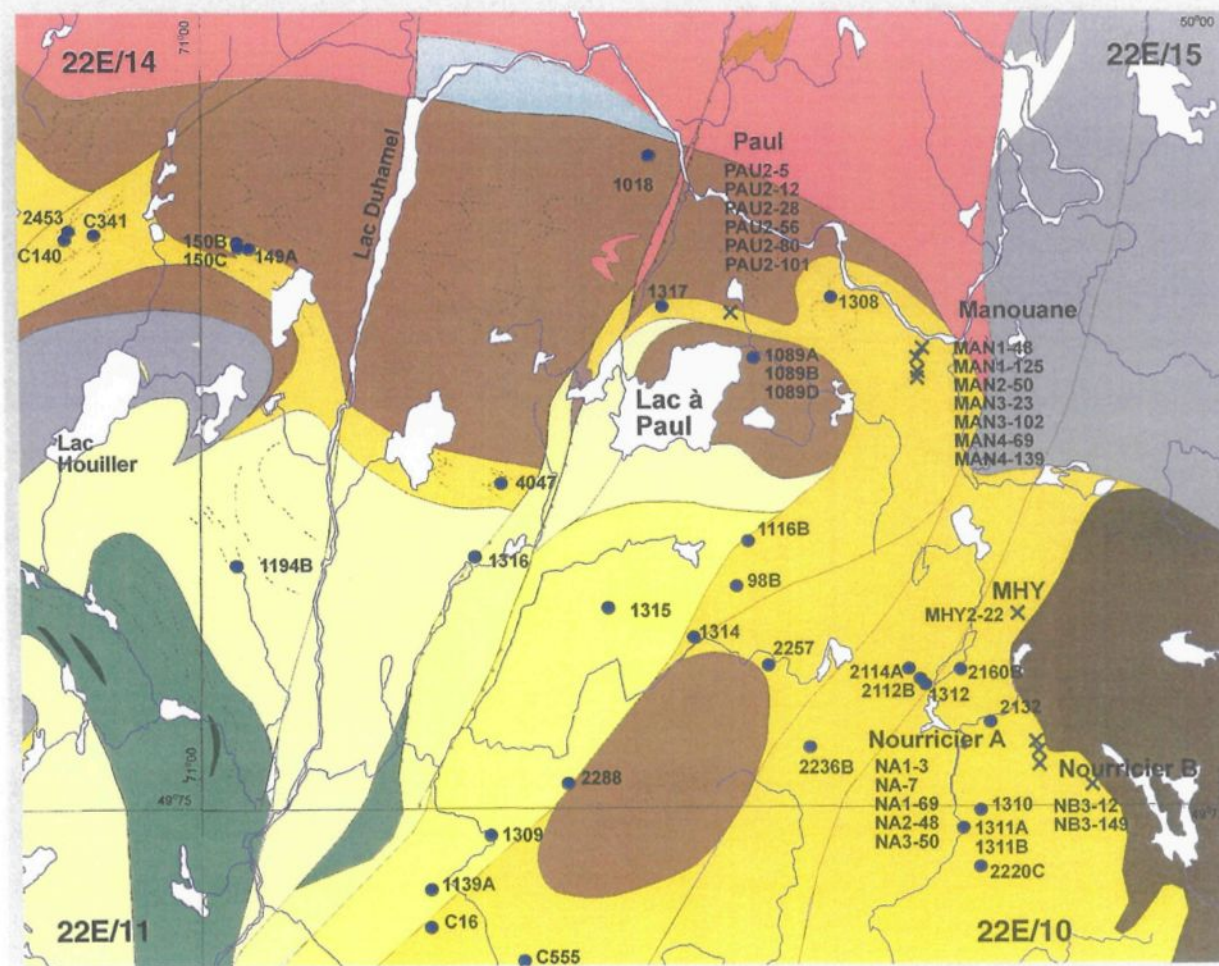 22E/14
71°00
50°00
22E/15
Lac Duhamel
Paul
PAU2-5
PAU2-12
PAU2-28
PAU2-56
PAU2-80
PAU2-101
1018
2453
C341
C140
150B
150C
149A
1317
1308
Manouane
MAN1-48
MAN1-125
MAN2-50
MAN3-23
MAN3-102
MAN4-69
MAN4-139
1089A
1089B
1089D
Lac à
Paul
Lac
Houiller
4047
1116B
1194B
1316
98B
1315
MHY
MHY2-22
1314
2257
2114A
2112B
1312
2160B
2132
Nourricier A
NA1-3
NA-7
NA1-69
NA2-48
NA3-50
2236B
Nourricier B
NB3-12
NB3-149
71°00
49°75
2288
1310
1311A
1311B
2220C
1309
1139A
C16
C555
22E/11
22E/10